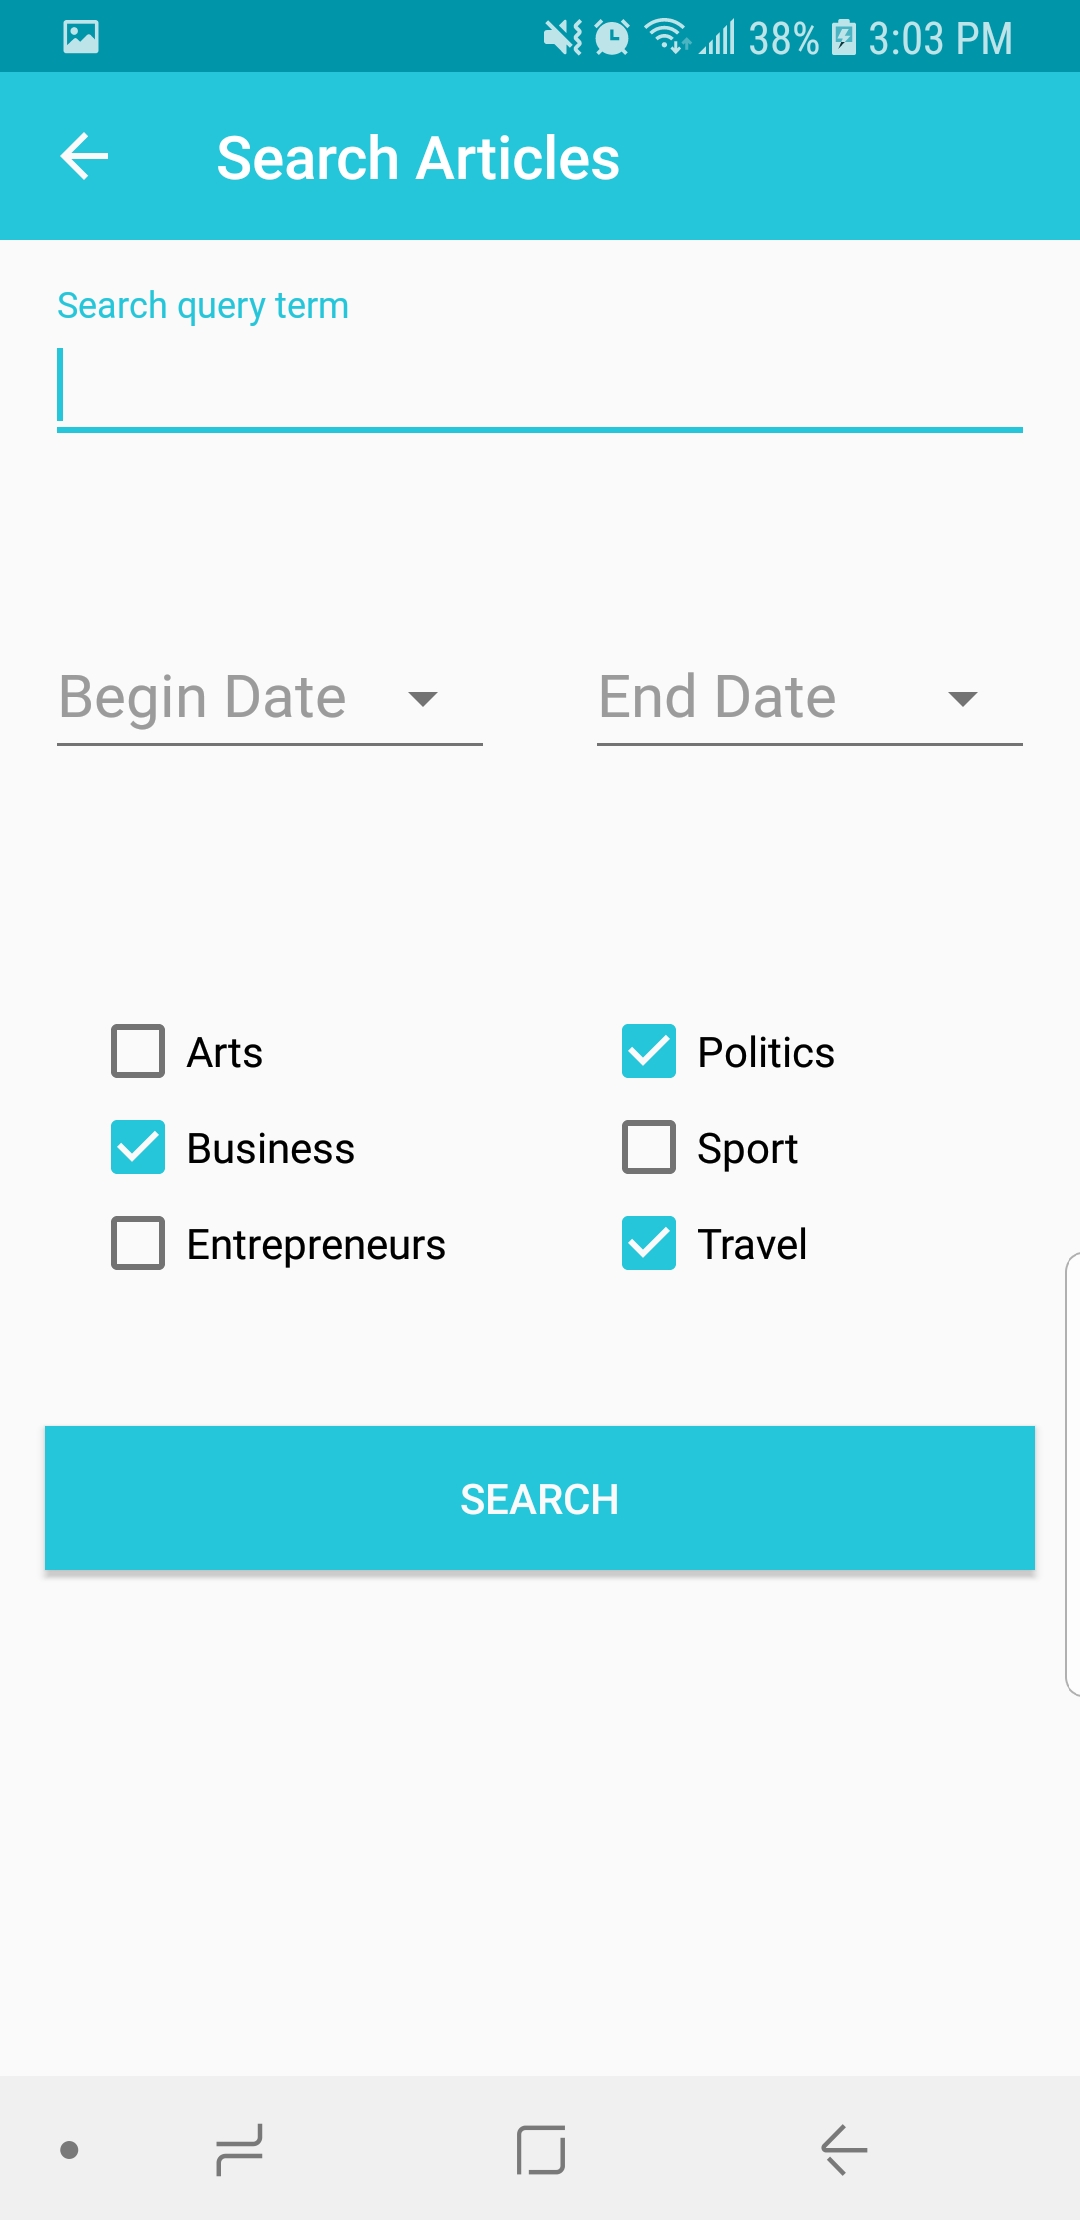 38% 3:03 PM
Search Articles
Search query term
Begin Date End Date
Arts Politics
Business Sport
Entrepreneurs Travel
SEARCH